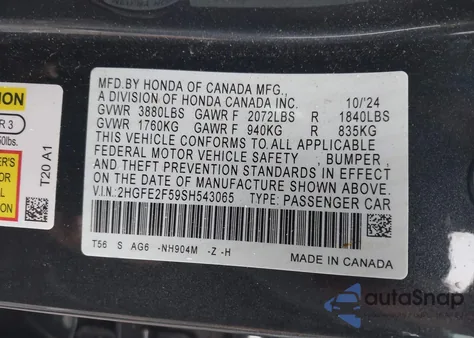 MFD.BY HONDA OF CANADA MFG.,
A DIVISION OF HONDA CANADA INC. 10/'24
GVWR 3880LBS GAWR F 2072LBS R 1840LBS
GVWR 1760KG GAWR F 940KG R 835KG
THIS VEHICLE CONFORMS TO ALL APPLICABLE
FEDERAL MOTOR VEHICLE SAFETY , BUMPER ,
AND THEFT PREVENTION STANDARDS IN EFFECT
ON THE DATE OF MANUFACTURE SHOWN ABOVE.
V.I.N: 2HGFE2F59SH543065 TYPE: PASSENGER CAR
T56 S AG6 -NH904M -Z -H
MADE IN CANADA
T20 A1
autoSnap